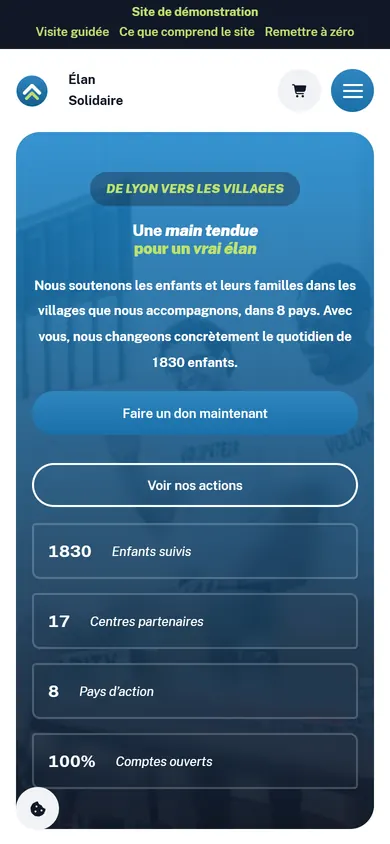 Site de démonstration
Visite guidée Ce que comprend le site Remettre à zéro
Élan
Solidaire
DE LYON VERS LES VILLAGES
Une main tendue
pour un vrai élan
Nous soutenons les enfants et leurs familles dans les
villages que nous accompagnons, dans 8 pays. Avec
vous, nous changeons concrètement le quotidien de
1830 enfants.
Faire un don maintenant
Voir nos actions
1830 Enfants suivis
17 Centres partenaires
8 Pays d'action
100% Comptes ouverts